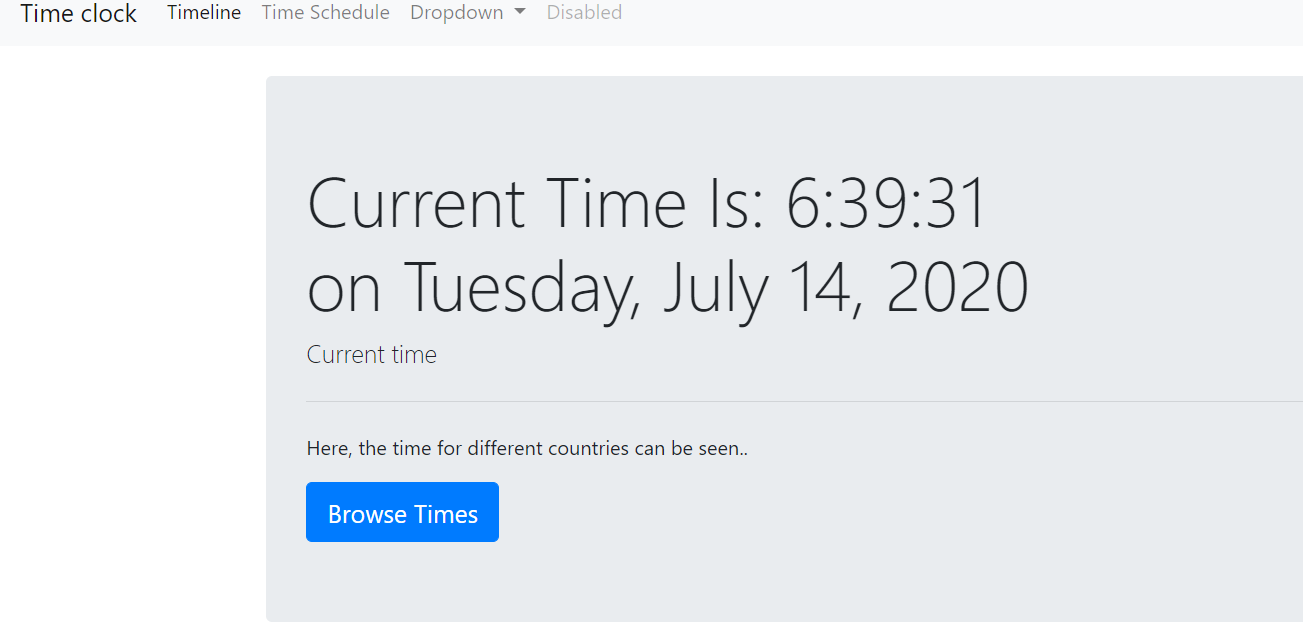 Time clock Timeline Time Schedule Dropdown Disabled
Current Time Is: 6:39:31
on Tuesday, July 14, 2020
Current time
Here, the time for different countries can be seen..
Browse Times